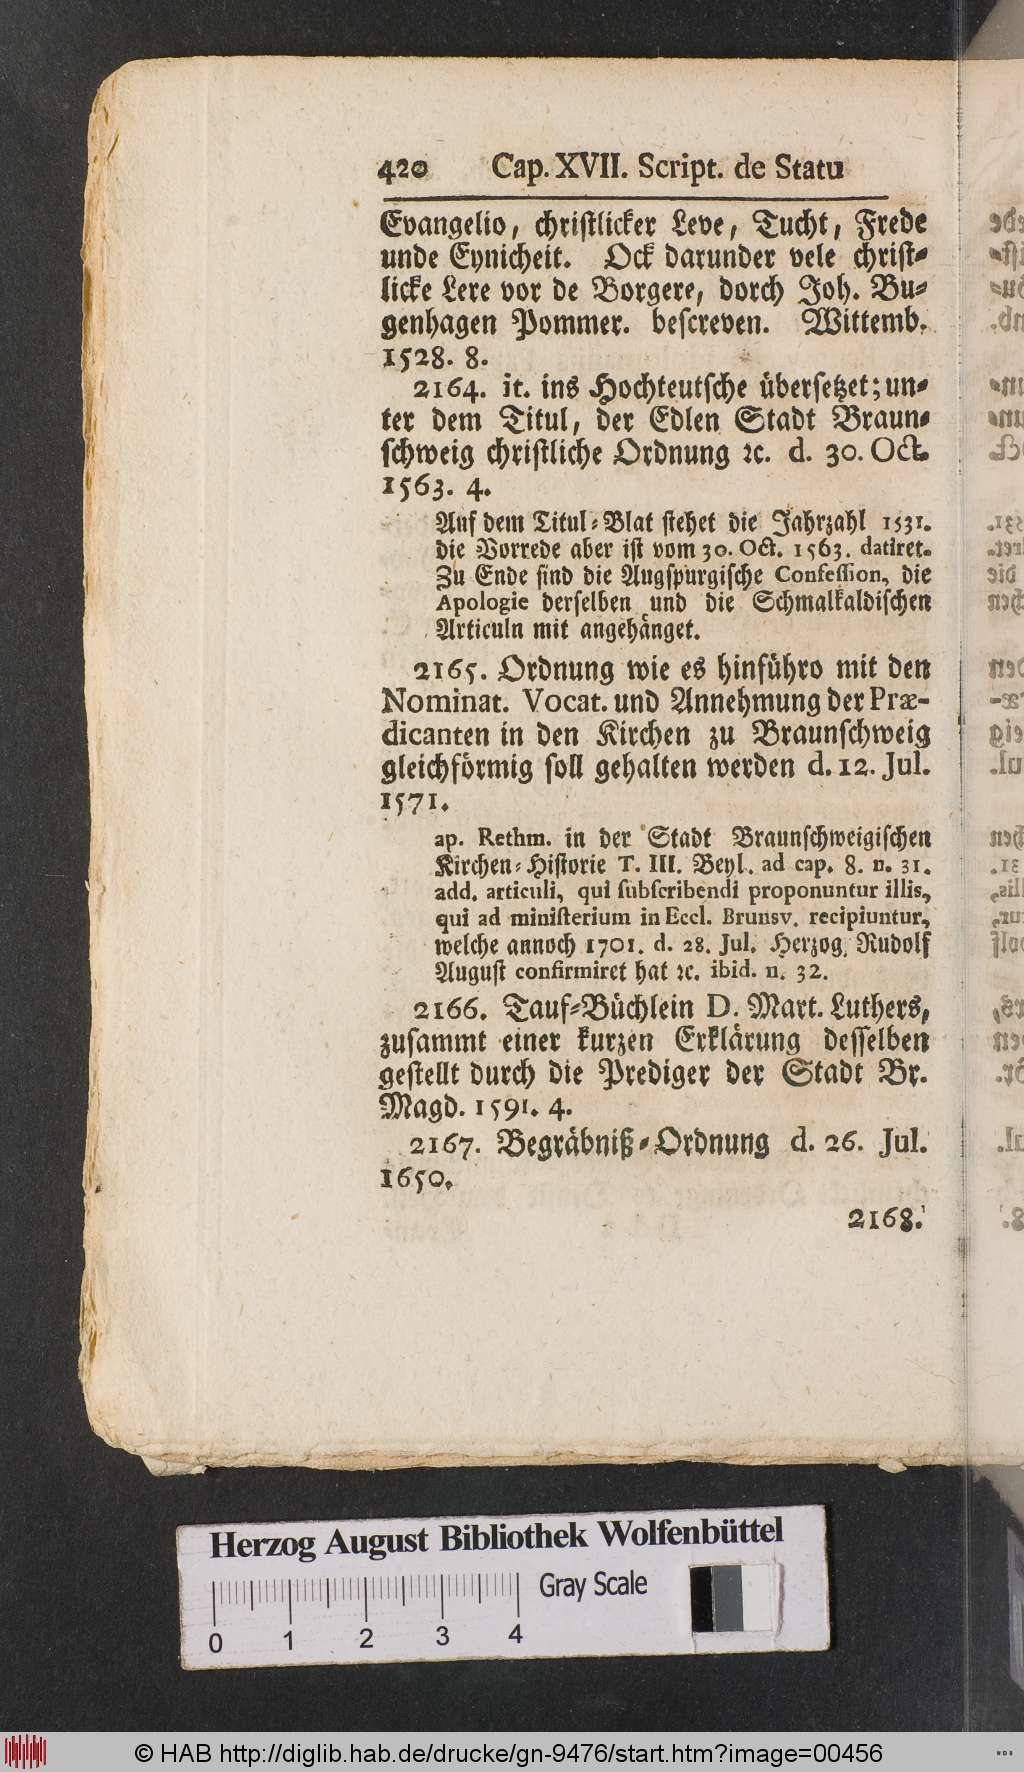 420 Cap. XVII. Script. de Statu
Evangelio, christlicker Leve, Tucht, Frede
unde Eynicheit. Ock darunder vele christ-
licke Lere vor de Borgere, dorch Joh. Bu-
genhagen Pommer. bescreven. Wittemb.
1528. 8.
2164. it. ins Hochteutsche übersetzet; un-
ter dem Titul, der Edlen Stadt Braun-
schweig christliche Ordnung ꝛc. d. 30. Oct.
1563. 4.
Auf dem Titul-Blat stehet die Jahrzahl 1531.
die Vorrede aber ist vom 30. Oct. 1563. datiret.
Zu Ende sind die Augspurgische Confession, die
Apologie derselben und die Schmalkaldischen
Articuln mit angehänget.
2165. Ordnung wie es hinführo mit den
Nominat. Vocat. und Annehmung der Præ-
dicanten in den Kirchen zu Braunschweig
gleichförmig soll gehalten werden d. 12. Jul.
1571.
ap. Rethm. in der Stadt Braunschweigischen
Kirchen-Historie T. III. Beyl. ad cap. 8. n. 31.
add. articuli, qui subscribendi proponuntur illis,
qui ad ministerium in Eccl. Brunsv. recipiuntur,
welche annoch 1701. d. 28. Jul. Herzog Rudolf
August confirmiret hat ꝛc. ibid. n. 32.
2166. Tauf-Büchlein D. Mart. Luthers,
zusammt einer kurzen Erklärung desselben
gestellt durch die Prediger der Stadt Br.
Magd. 1591. 4.
2167. Begräbniß-Ordnung d. 26. Jul.
1650.
2168.
Herzog August Bibliothek Wolfenbüttel
Gray Scale
0 1 2 3 4
© HAB http://diglib.hab.de/drucke/gn-9476/start.htm?image=00456